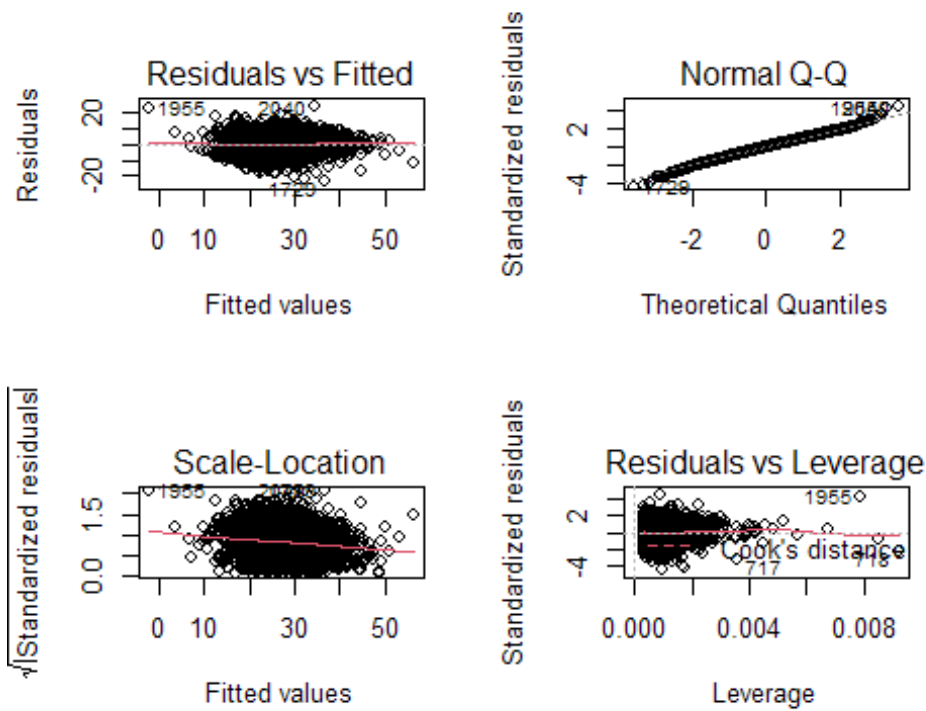 Residuals vs Fitted
Residuals
20
-20
1955
2040
1729
0 10 30 50
Fitted values
Normal Q-Q
Standardized residuals
2
-4
1729
-2 0 2
Theoretical Quantiles
Scale-Location
√|Standardized residuals|
1.5
0.0
1955
0 10 30 50
Fitted values
Residuals vs Leverage
Standardized residuals
2
-4
1955
Cook's distance
717
718
0.000 0.004 0.008
Leverage